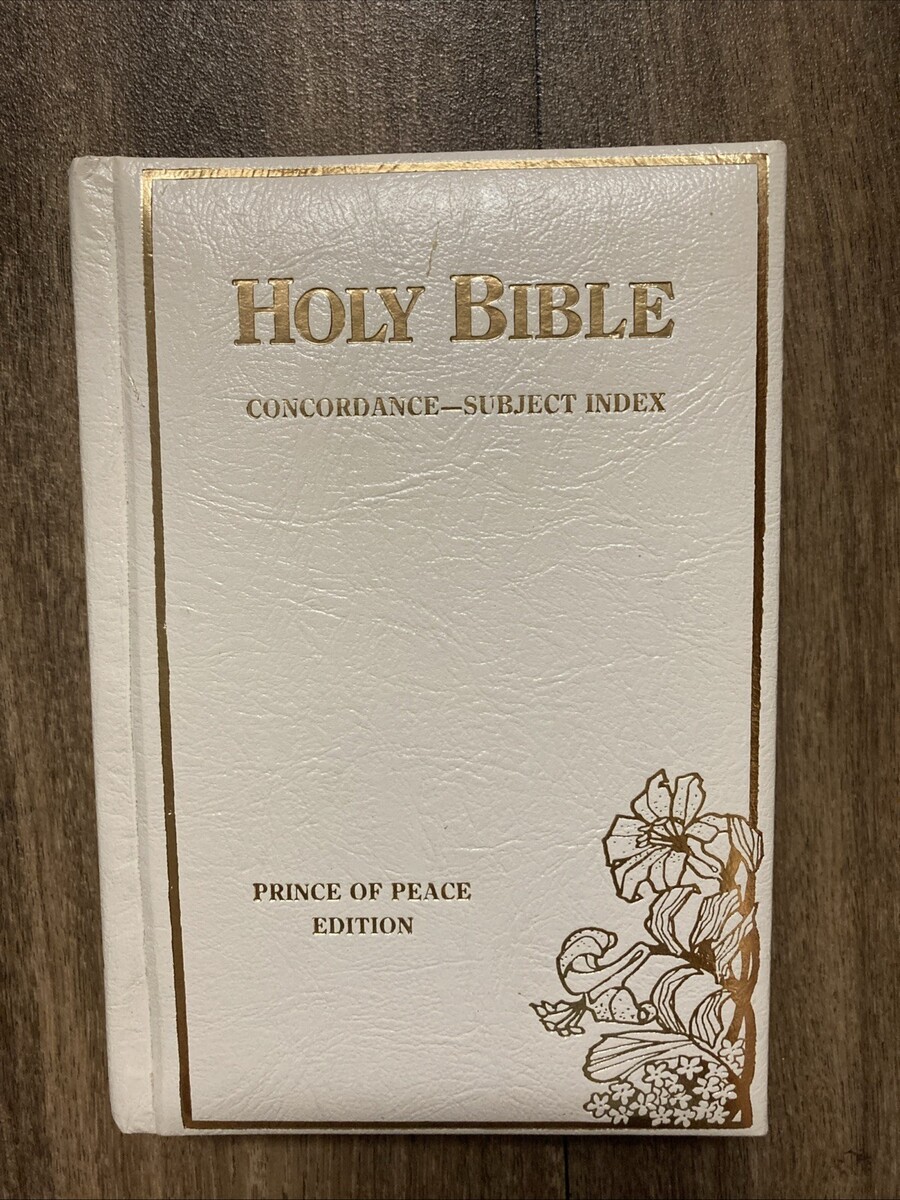 HOLY BIBLE
CONCORDANCE—SUBJECT INDEX
PRINCE OF PEACE
EDITION